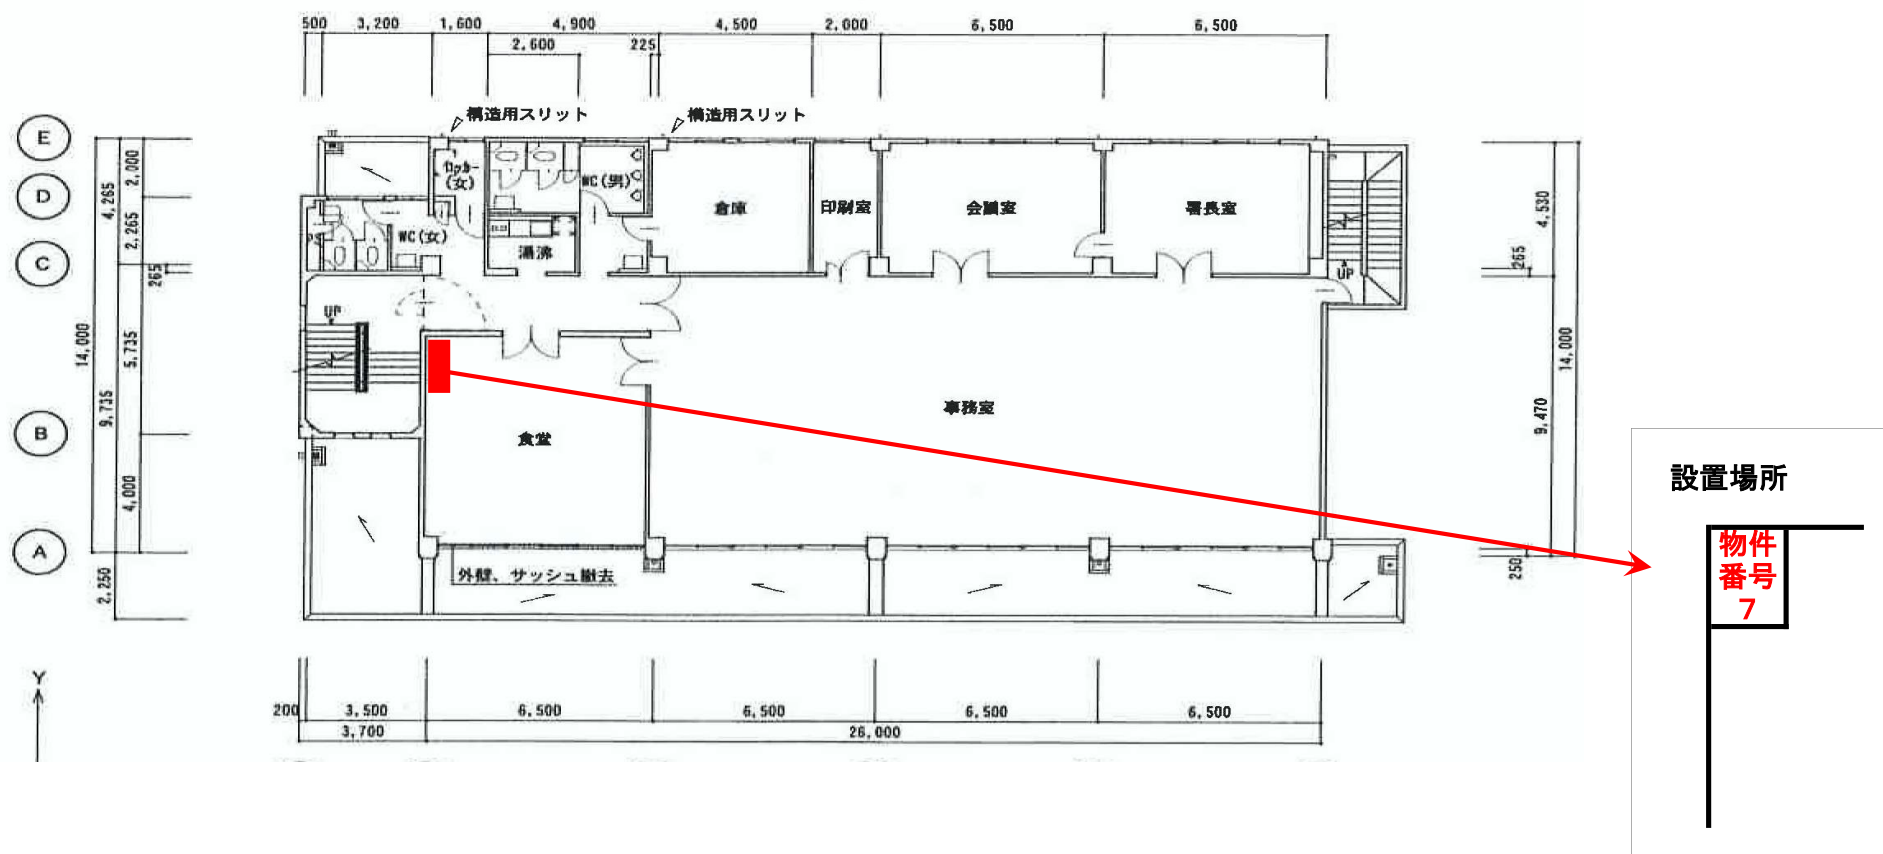 500 3,200 1,600 4,900 4,500 2,000 6,500 6,500
2,600 225
構造用スリット 構造用スリット
E
D
C
B
A
2,000
4,265
2,265
265
14,000
5,735
9,735
4,000
2,250
ロッカー
(女)
WC(男)
倉庫 印刷室 会議室 署長室
WC(女)
湯沸
UP
UP
事務室
食堂
外壁、サッシュ撤去
4,530
265
14,000
9,470
250
設置場所
物件
番号
7
Y
200 3,500 6,500 6,500 6,500 6,500
3,700 26,000